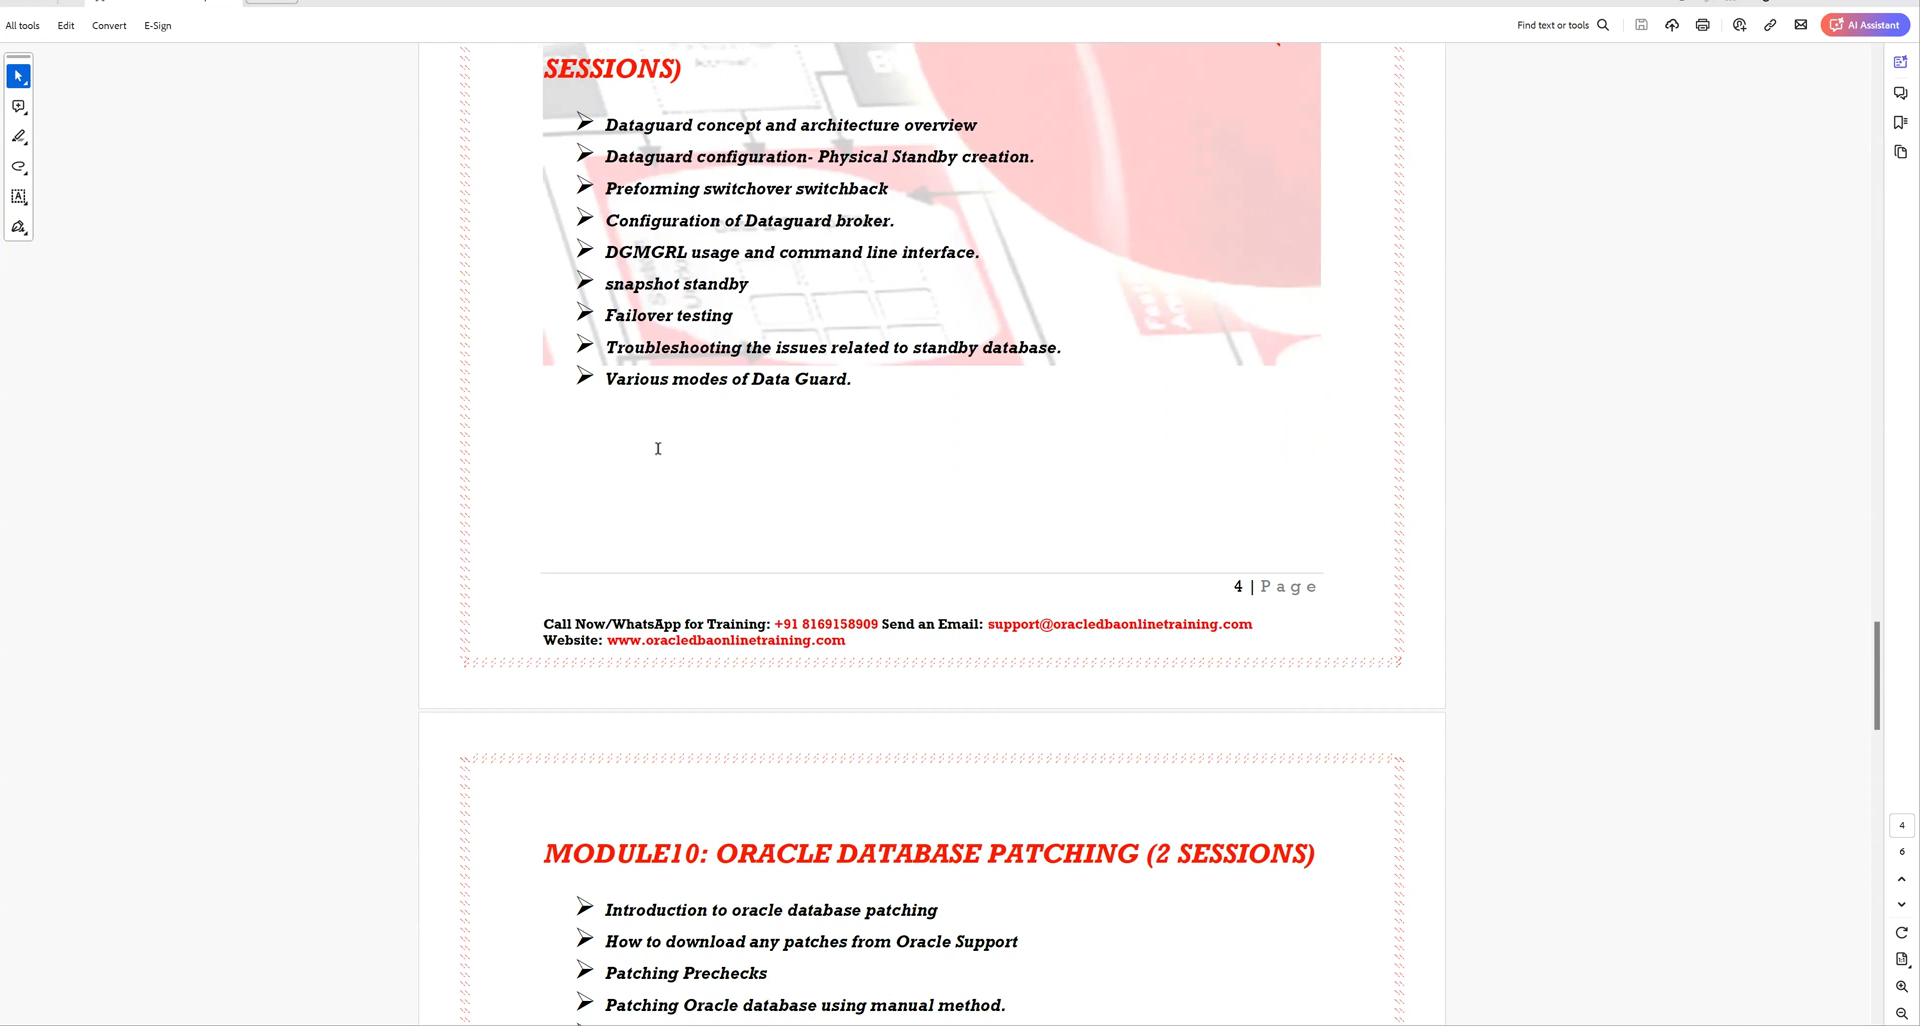 All tools Edit Convert E-Sign Find text or tools AI Assistant
SESSIONS)
Dataguard concept and architecture overview
Dataguard configuration- Physical Standby creation.
Preforming switchover switchback
Configuration of Dataguard broker.
DGMGRL usage and command line interface.
snapshot standby
Failover testing
Troubleshooting the issues related to standby database.
Various modes of Data Guard.
4 | Page
Call Now/WhatsApp for Training: +91 8169158909 Send an Email: support@oracledbaonlinetraining.com
Website: www.oracledbaonlinetraining.com
MODULE10: ORACLE DATABASE PATCHING (2 SESSIONS)
4
6
Introduction to oracle database patching
How to download any patches from Oracle Support
Patching Prechecks
Patching Oracle database using manual method.